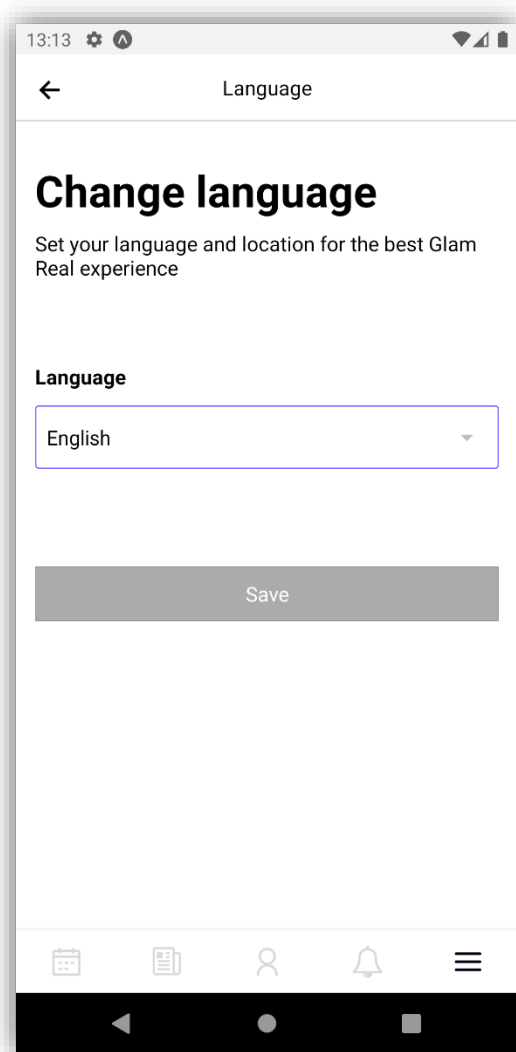 13:13
Language
Change language
Set your language and location for the best Glam
Real experience
Language
English
Save